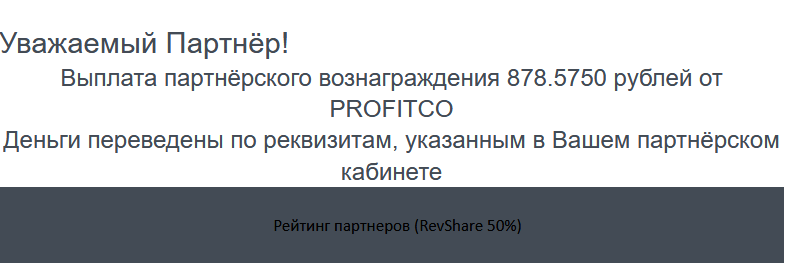 Уважаемый Партнёр!
Выплата партнёрского вознаграждения 878.5750 рублей от
PROFITCO
Деньги переведены по реквизитам, указанным в Вашем партнёрском
кабинете
Рейтинг партнеров (RevShare 50%)